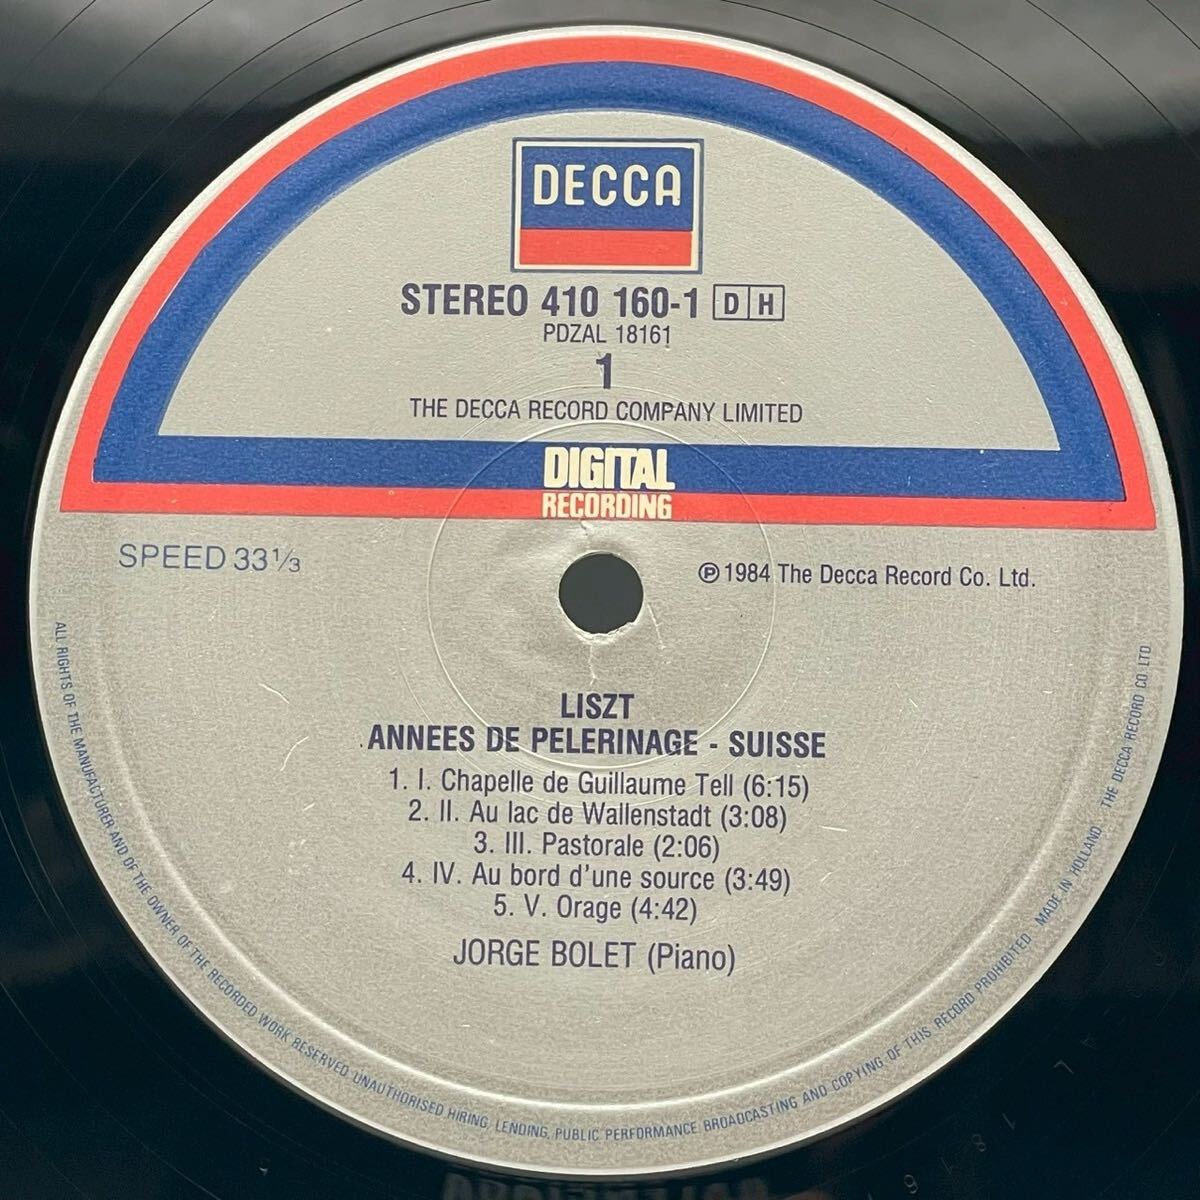 DECCA
STEREO 410 160-1 D H
PDZAL 18161
1
THE DECCA RECORD COMPANY LIMITED
DIGITAL
RECORDING
SPEED 33 1/3
℗ 1984 The Decca Record Co. Ltd.
LISZT
ANNEES DE PELERINAGE - SUISSE
1. I. Chapelle de Guillaume Tell (6:15)
2. II. Au lac de Wallenstadt (3:08)
3. III. Pastorale (2:06)
4. IV. Au bord d'une source (3:49)
5. V. Orage (4:42)
JORGE BOLET (Piano)
ALL RIGHTS OF THE MANUFACTURER AND OF THE OWNER OF THE RECORDED WORK RESERVED. UNAUTHORISED HIRING, LENDING, PUBLIC PERFORMANCE, BROADCASTING AND COPYING OF THIS RECORD PROHIBITED · MADE IN HOLLAND · THE DECCA RECORD CO. LTD